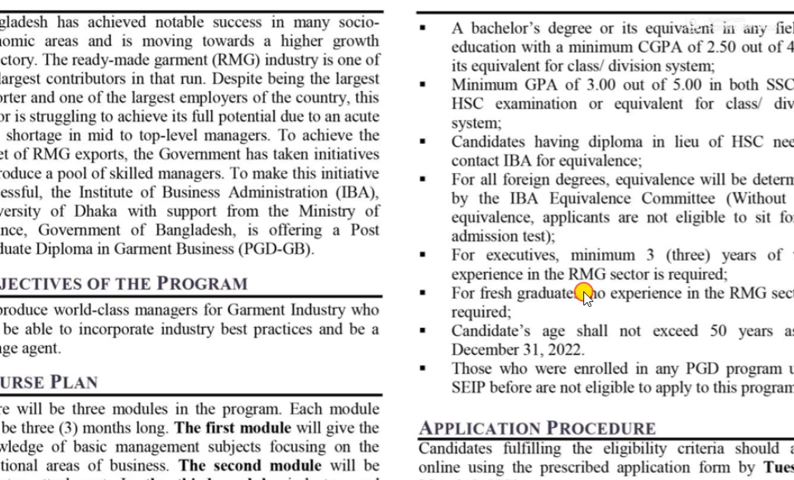 gladesh has achieved notable success in many socio-
nomic areas and is moving towards a higher growth
ctory. The ready-made garment (RMG) industry is one of
largest contributors in that run. Despite being the largest
orter and one of the largest employers of the country, this
or is struggling to achieve its full potential due to an acute
shortage in mid to top-level managers. To achieve the
et of RMG exports, the Government has taken initiatives
roduce a pool of skilled managers. To make this initiative
essful, the Institute of Business Administration (IBA),
versity of Dhaka with support from the Ministry of
nce, Government of Bangladesh, is offering a Post
duate Diploma in Garment Business (PGD-GB).
JECTIVES OF THE PROGRAM
produce world-class managers for Garment Industry who
be able to incorporate industry best practices and be a
nge agent.
URSE PLAN
re will be three modules in the program. Each module
be three (3) months long. The first module will give the
wledge of basic management subjects focusing on the
tional areas of business. The second module will be
▪ A bachelor's degree or its equivalent in any fiel
education with a minimum CGPA of 2.50 out of 4
its equivalent for class/ division system;
▪ Minimum GPA of 3.00 out of 5.00 in both SSC
HSC examination or equivalent for class/ div
system;
▪ Candidates having diploma in lieu of HSC nee
contact IBA for equivalence;
▪ For all foreign degrees, equivalence will be determ
by the IBA Equivalence Committee (Without
equivalence, applicants are not eligible to sit fo
admission test);
▪ For executives, minimum 3 (three) years of
experience in the RMG sector is required;
▪ For fresh graduate no experience in the RMG sect
required;
▪ Candidate's age shall not exceed 50 years as
December 31, 2022.
▪ Those who were enrolled in any PGD program u
SEIP before are not eligible to apply to this program
APPLICATION PROCEDURE
Candidates fulfilling the eligibility criteria should a
online using the prescribed application form by Tues